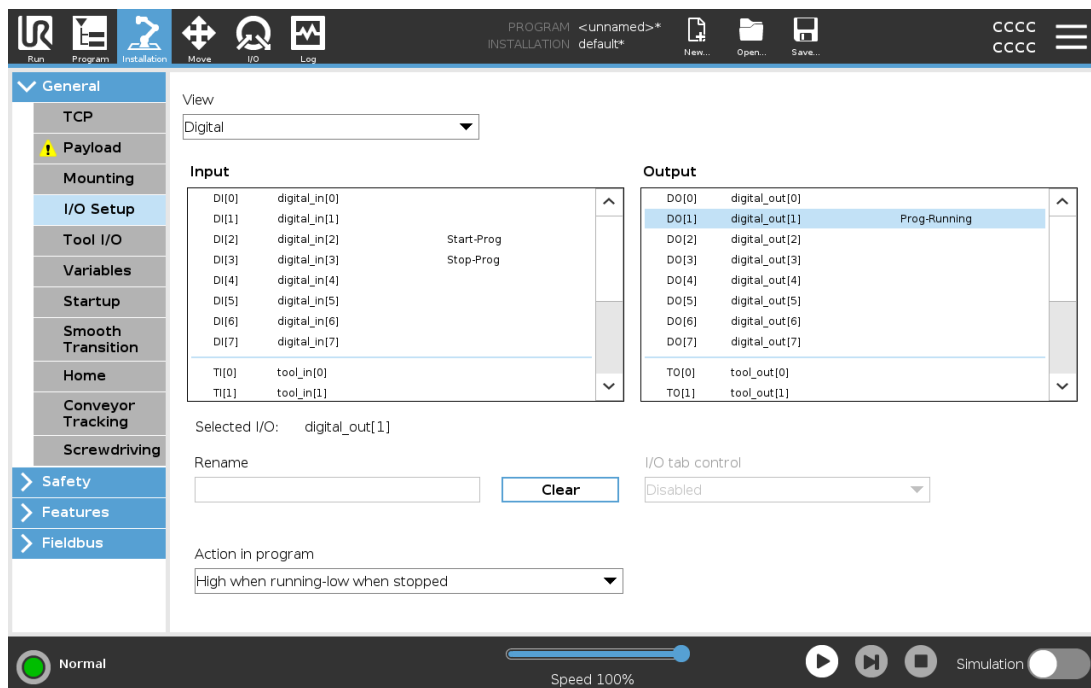 PROGRAM <unnamed>*
INSTALLATION default*
CCCC
CCCC
Run
Program
Installation
Move
I/O
Log
New...
Open...
Save...
General
TCP
Payload
Mounting
I/O Setup
Tool I/O
Variables
Startup
Smooth
Transition
Home
Conveyor
Tracking
Screwdriving
Safety
Features
Fieldbus
View
Digital
Input
DI[0] digital_in[0]
DI[1] digital_in[1]
DI[2] digital_in[2] Start-Prog
DI[3] digital_in[3] Stop-Prog
DI[4] digital_in[4]
DI[5] digital_in[5]
DI[6] digital_in[6]
DI[7] digital_in[7]
TI[0] tool_in[0]
TI[1] tool_in[1]
Output
DO[0] digital_out[0]
DO[1] digital_out[1] Prog-Running
DO[2] digital_out[2]
DO[3] digital_out[3]
DO[4] digital_out[4]
DO[5] digital_out[5]
DO[6] digital_out[6]
DO[7] digital_out[7]
TO[0] tool_out[0]
TO[1] tool_out[1]
Selected I/O: digital_out[1]
Rename
Clear
I/O tab control
Disabled
Action in program
High when running-low when stopped
Normal
Speed 100%
Simulation